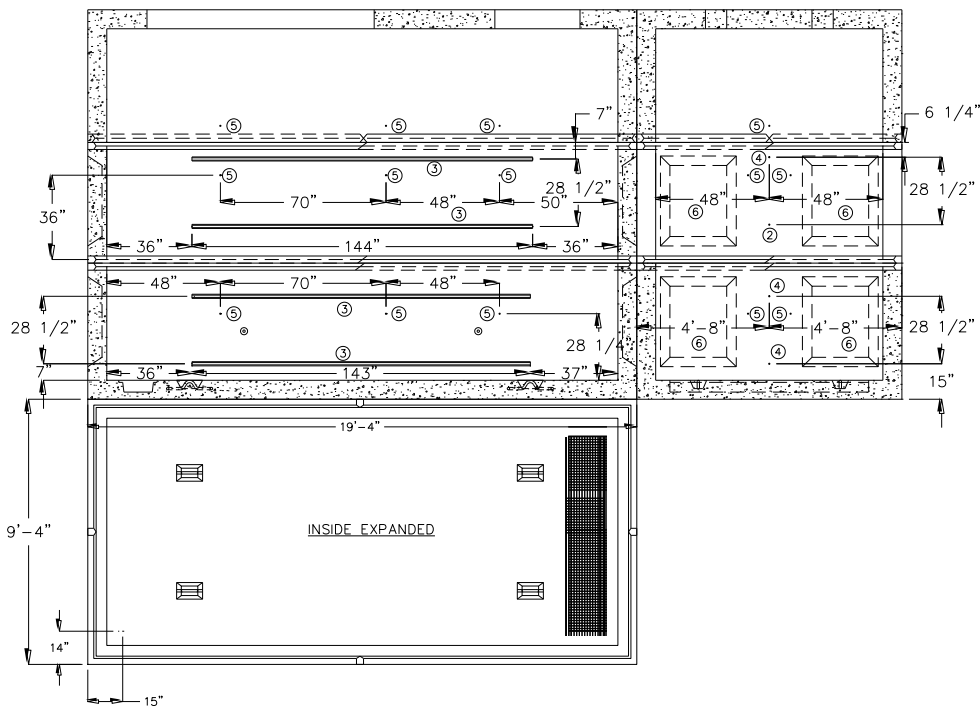 ⑤ ⑤ ⑤ ⑤
7" 6 1/4"
③ ④
⑤ ⑤ ⑤ ⑤ ⑤
28 1/2" 28 1/2"
70" 48" 50" 48" 48"
36"
③ ⑥ ⑥
②
36" 144" 36"
48" 70" 48" ④
③
⑤ ⑤ ⑤ ⑤ ⑤
28 1/2" 4'-8" 4'-8" 28 1/2"
28 1/4"
③ ⑥ ④ ⑥
7" 36" 143" 37"
15"
19'-4"
9'-4"
INSIDE EXPANDED
14"
15"